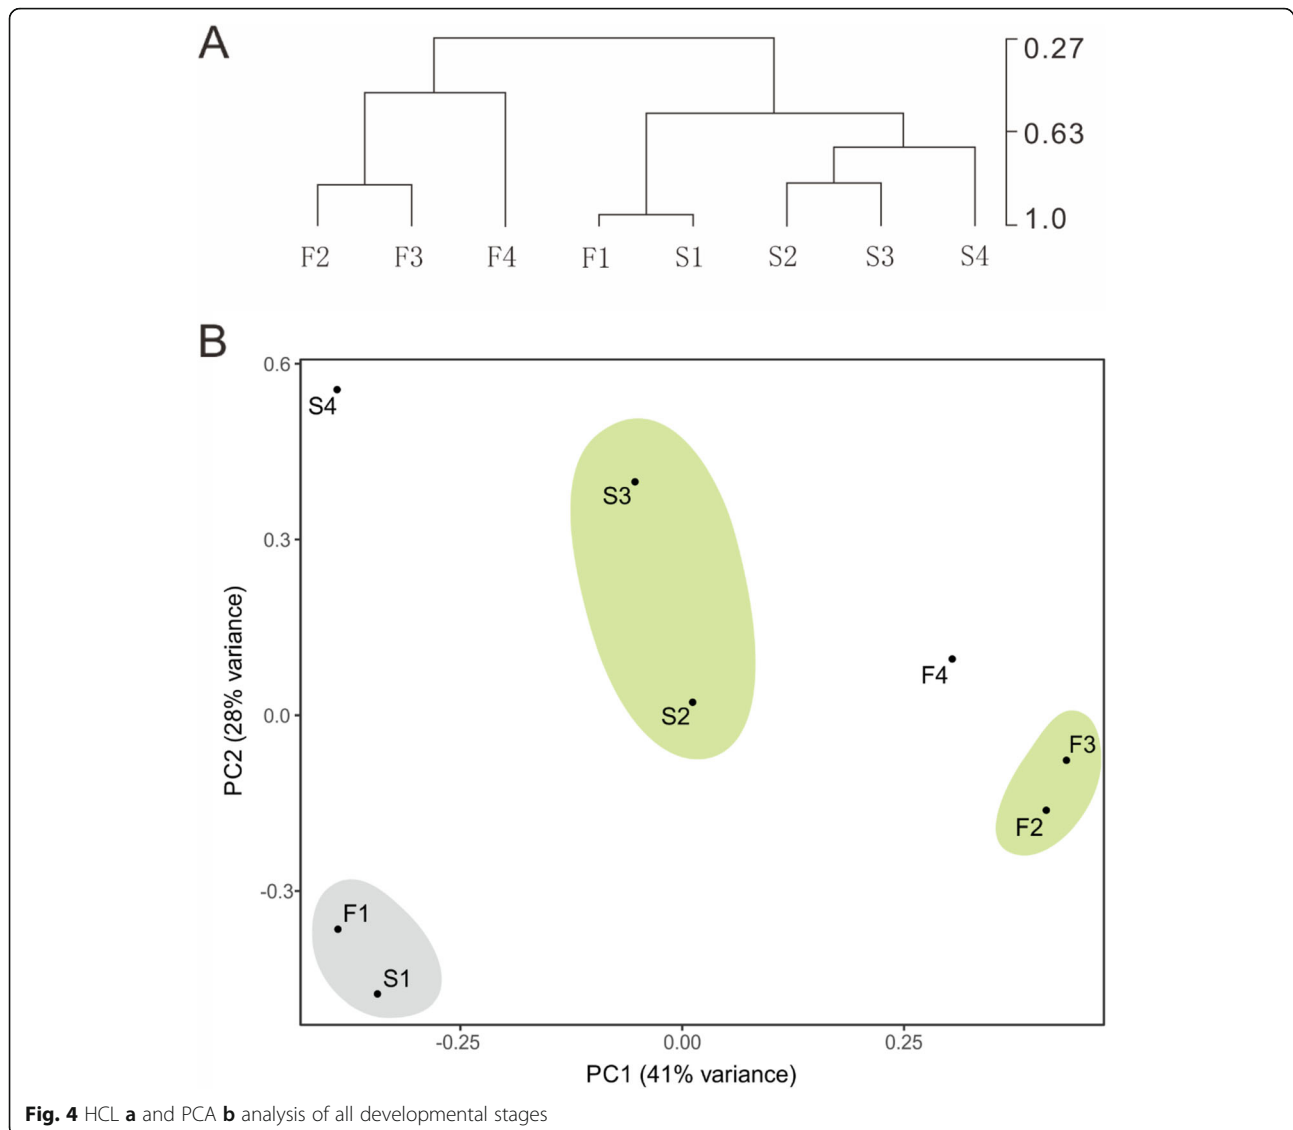 A
0.27
0.63
1.0
F2 F3 F4 F1 S1 S2 S3 S4
B
0.6
S4
S3
0.3
F4
S2
0.0
F3
F2
-0.3
F1
S1
PC2 (28% variance)
-0.25 0.00 0.25
PC1 (41% variance)
Fig. 4 HCL a and PCA b analysis of all developmental stages